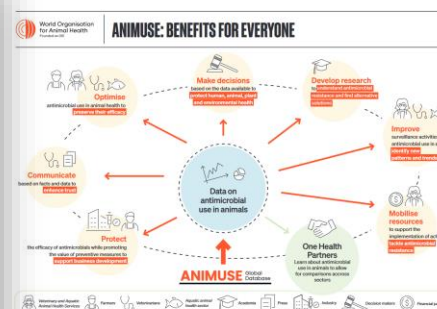 World Organisation
for Animal Health
ANIMUSE: BENEFITS FOR EVERYONE
Make decisions
based on the data available to
protect human, animal, plant
and environmental health
Optimise
antimicrobial use in animal health to
preserve their efficacy
Develop research
to understand antimicrobial
resistance and find alternative
solutions
Improve
surveillance activities
antimicrobial use in a
identify new
patterns and trends
Communicate
based on facts and data to
enhance trust
Data on
antimicrobial
use in animals
Mobilise
resources
to support the
implementation of act
tackle antimicrobial
resistance
Protect
the efficacy of antimicrobials while promoting
the value of preventive measures to
support business development
One Health
Partners
Learn about antimicrobial
use in animals to allow
for comparisons accross
sectors
ANIMUSE Global
Database
Veterinary and Aquatic
Animal Health Services
Farmers
Veterinarians
Aquatic animal
health sector
Academia
Press
Industry
Decision makers
Financial